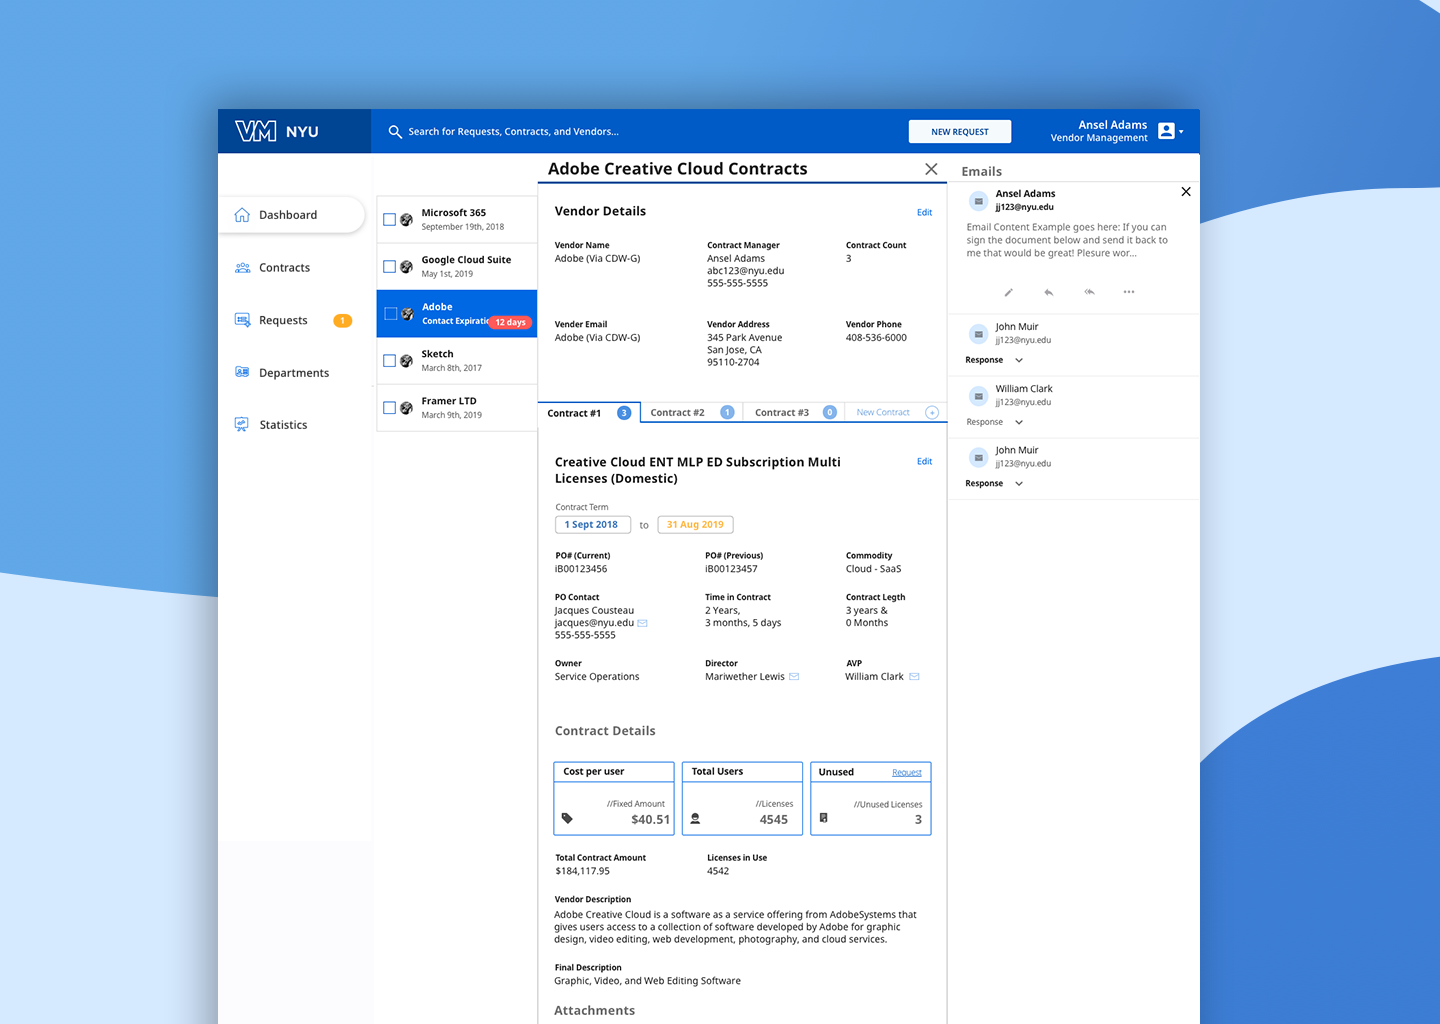 VM NYU
Search for Requests, Contracts, and Vendors...
NEW REQUEST
Ansel Adams
Vendor Management
Dashboard
Contracts
Requests 1
Departments
Statistics
Microsoft 365
September 19th, 2018
Google Cloud Suite
May 1st, 2019
Adobe
Contact Expiratic 12 days
Sketch
March 8th, 2017
Framer LTD
March 9th, 2019
Adobe Creative Cloud Contracts
Vendor Details Edit
Vendor Name
Adobe (Via CDW-G)
Contract Manager
Ansel Adams
abc123@nyu.edu
555-555-5555
Contract Count
3
Vender Email
Adobe (Via CDW-G)
Vendor Address
345 Park Avenue
San Jose, CA
95110-2704
Vendor Phone
408-536-6000
Contract #1 3 Contract #2 1 Contract #3 0 New Contract +
Creative Cloud ENT MLP ED Subscription Multi Edit
Licenses (Domestic)
Contract Term
1 Sept 2018 to 31 Aug 2019
PO# (Current)
iB00123456
PO# (Previous)
iB00123457
Commodity
Cloud - SaaS
PO Contact
Jacques Cousteau
jacques@nyu.edu
555-555-5555
Time in Contract
2 Years,
3 months, 5 days
Contract Legth
3 years &
0 Months
Owner
Service Operations
Director
Mariwether Lewis
AVP
William Clark
Contract Details
Cost per user
//Fixed Amount
$40.51
Total Users
//Licenses
4545
Unused Request
//Unused Licenses
3
Total Contract Amount
$184,117.95
Licenses in Use
4542
Vendor Description
Adobe Creative Cloud is a software as a service offering from AdobeSystems that
gives users access to a collection of software developed by Adobe for graphic
design, video editing, web development, photography, and cloud services.
Final Description
Graphic, Video, and Web Editing Software
Attachments
Emails
Ansel Adams
jj123@nyu.edu
Email Content Example goes here: If you can
sign the document below and send it back to
me that would be great! Plesure wor...
John Muir
jj123@nyu.edu
Response
William Clark
jj123@nyu.edu
Response
John Muir
jj123@nyu.edu
Response